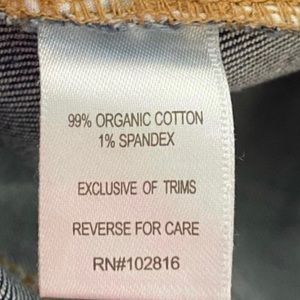 99% ORGANIC COTTON
1% SPANDEX
EXCLUSIVE OF TRIMS
REVERSE FOR CARE
RN#102816